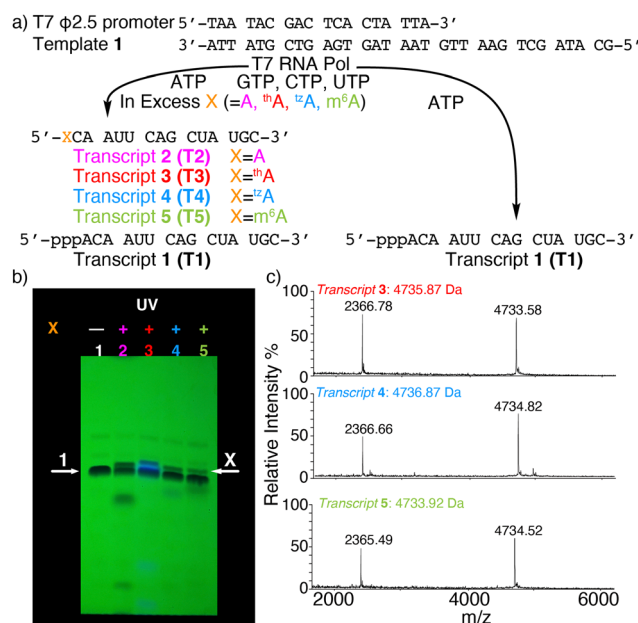 a) T7 ϕ2.5 promoter 5′-TAA TAC GAC TCA CTA TTA-3′
Template 1 3′-ATT ATG CTG AGT GAT AAT GTT AAG TCG ATA CG-5′
T7 RNA Pol
ATP GTP, CTP, UTP
In Excess X (=A, ᵗʰA, ᵗᶻA, m⁶A) ATP
5′-XCA AUU CAG CUA UGC-3′
Transcript 2 (T2) X=A
Transcript 3 (T3) X=ᵗʰA
Transcript 4 (T4) X=ᵗᶻA
Transcript 5 (T5) X=m⁶A
5′-pppACA AUU CAG CUA UGC-3′ 5′-pppACA AUU CAG CUA UGC-3′
Transcript 1 (T1) Transcript 1 (T1)
b)
UV
X — + + + +
1 2 3 4 5
1 X
c)
Relative Intensity %
Transcript 3: 4735.87 Da
100
50
0
2366.78 4733.58
Transcript 4: 4736.87 Da
100
50
0
2366.66 4734.82
Transcript 5: 4733.92 Da
100
50
0
2365.49 4734.52
2000 4000 6000
m/z